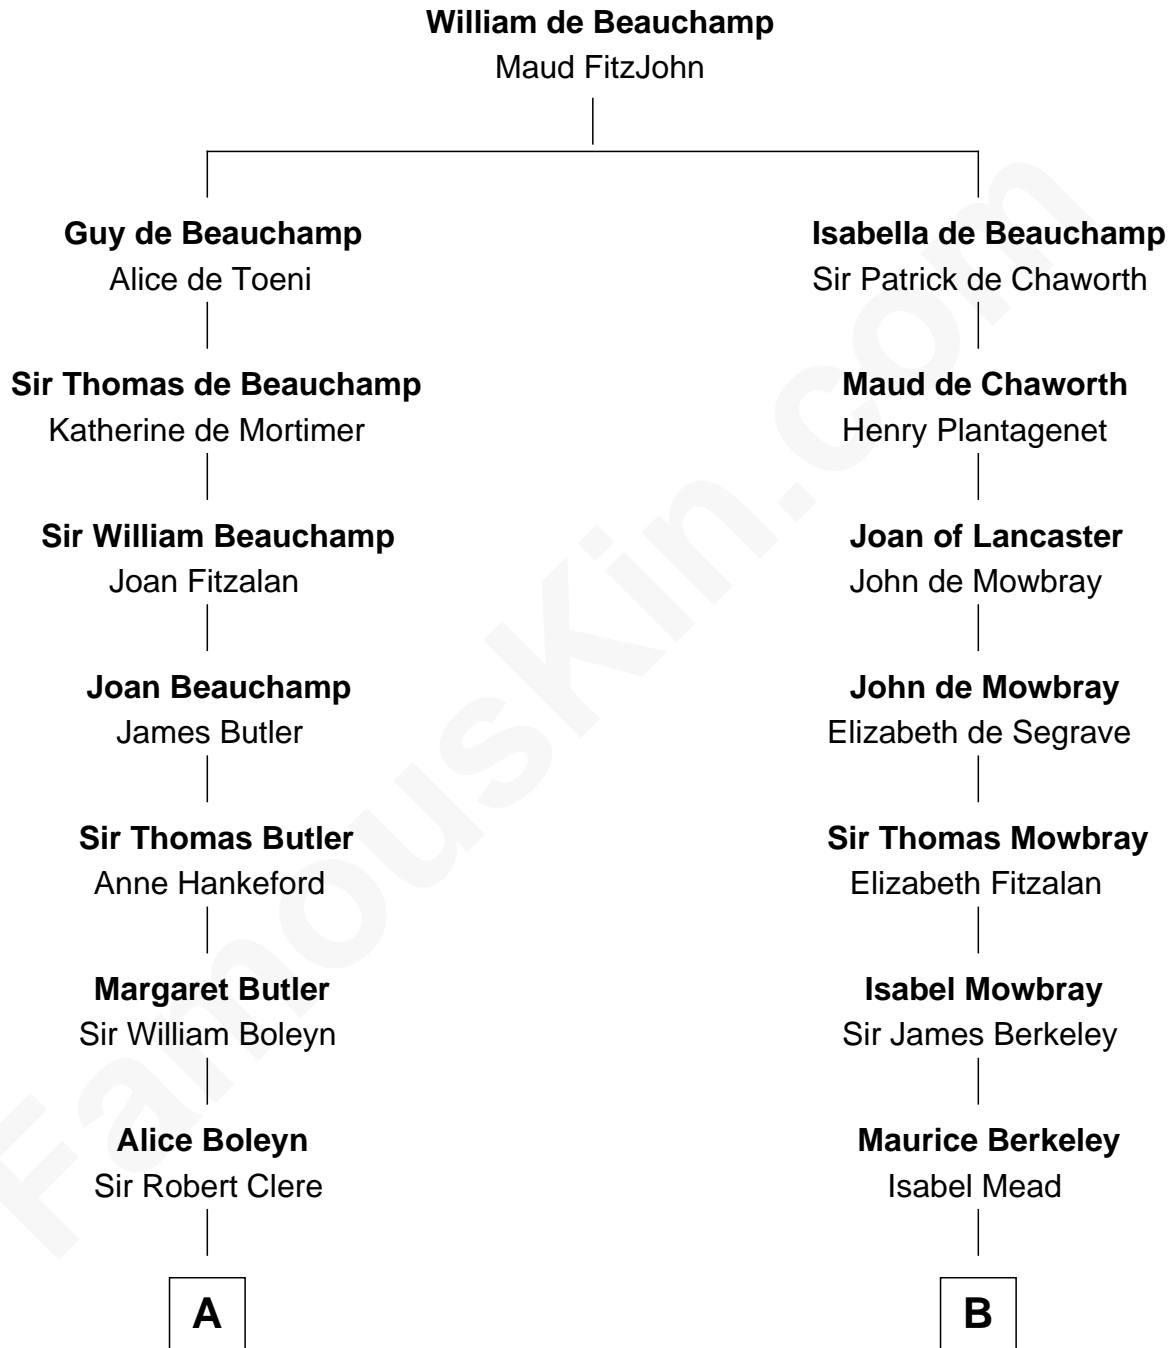 William de Beauchamp
Maud FitzJohn
Guy de Beauchamp
Alice de Toeni
Isabella de Beauchamp
Sir Patrick de Chaworth
Sir Thomas de Beauchamp
Katherine de Mortimer
Maud de Chaworth
Henry Plantagenet
Sir William Beauchamp
Joan Fitzalan
Joan of Lancaster
John de Mowbray
Joan Beauchamp
James Butler
John de Mowbray
Elizabeth de Segrave
Sir Thomas Butler
Anne Hankeford
Sir Thomas Mowbray
Elizabeth Fitzalan
Margaret Butler
Sir William Boleyn
Isabel Mowbray
Sir James Berkeley
Alice Boleyn
Sir Robert Clere
Maurice Berkeley
Isabel Mead
A
B
FamousKin.com